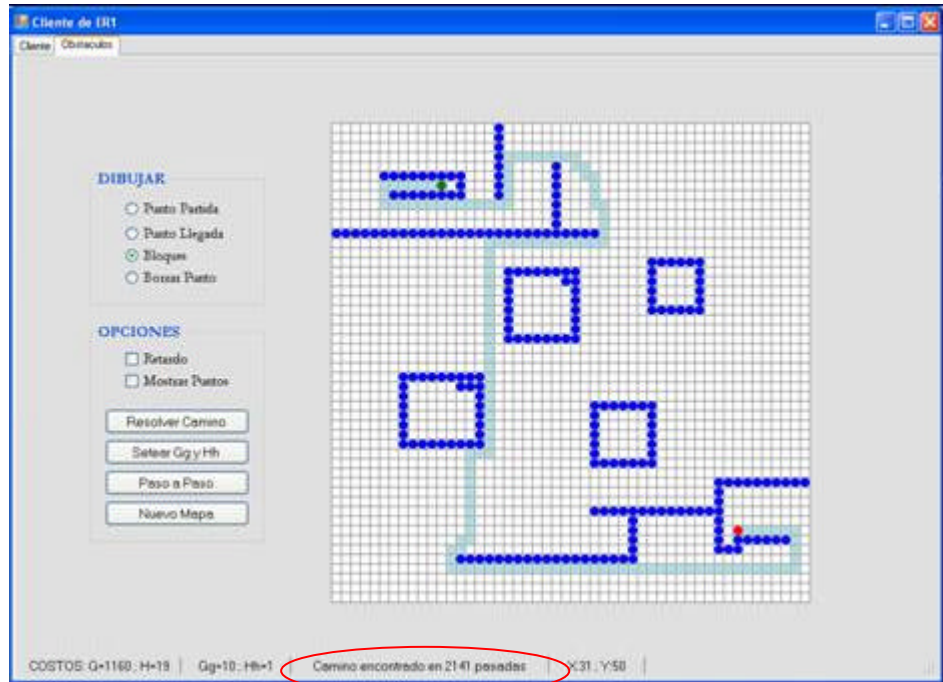 Cliente de ER1
Cliente Obstaculos
DIBUJAR
Punto Partida
Punto Llegada
Bloques
Borrar Punto
OPCIONES
Retardo
Mostrar Puntos
Resolver Camino
Setear Gg y Hh
Paso a Paso
Nuevo Mapa
COSTOS: G=1160 ; H=19 | Gg=10 ; Hh=1 | Camino encontrado en 2141 pasadas | X:31 ; Y:50